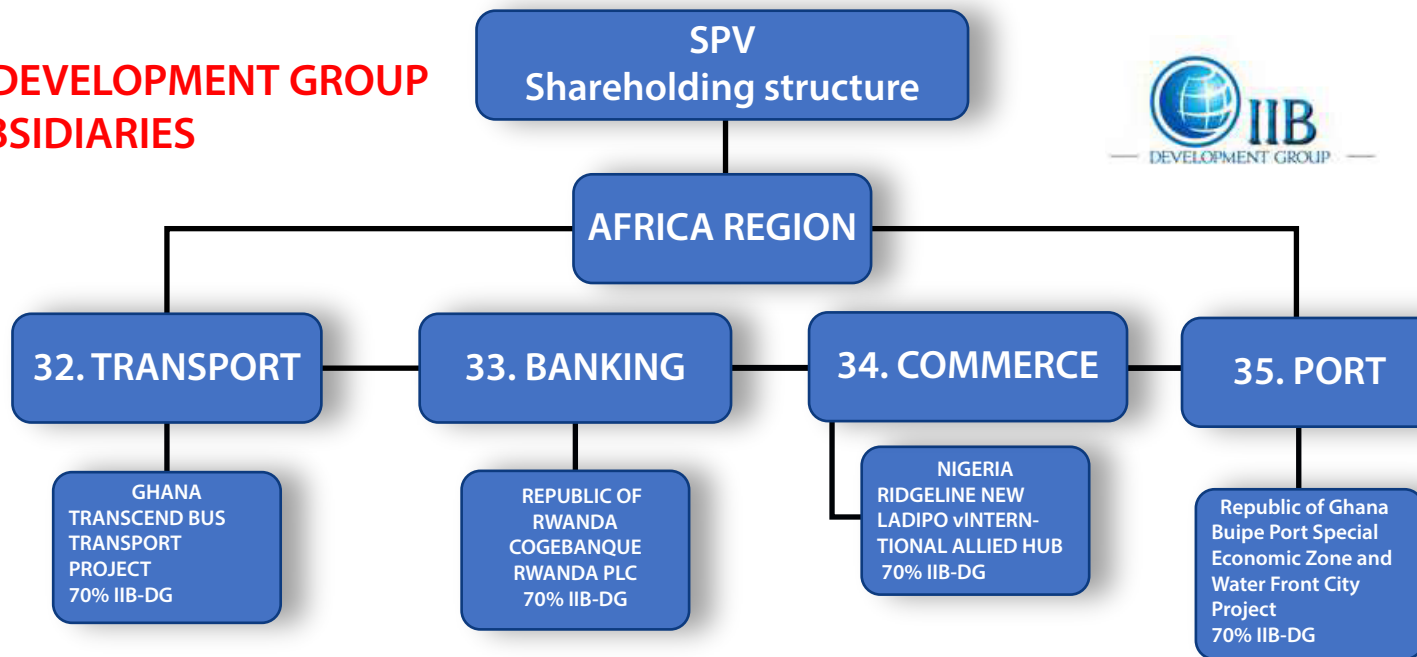 DEVELOPMENT GROUP
BSIDIARIES
SPV
Shareholding structure
IIB
DEVELOPMENT GROUP
AFRICA REGION
32. TRANSPORT
33. BANKING
34. COMMERCE
35. PORT
GHANA
TRANSCEND BUS
TRANSPORT
PROJECT
70% IIB-DG
REPUBLIC OF
RWANDA
COGEBANQUE
RWANDA PLC
70% IIB-DG
NIGERIA
RIDGELINE NEW
LADIPO vINTERN-
TIONAL ALLIED HUB
70% IIB-DG
Republic of Ghana
Buipe Port Special
Economic Zone and
Water Front City
Project
70% IIB-DG